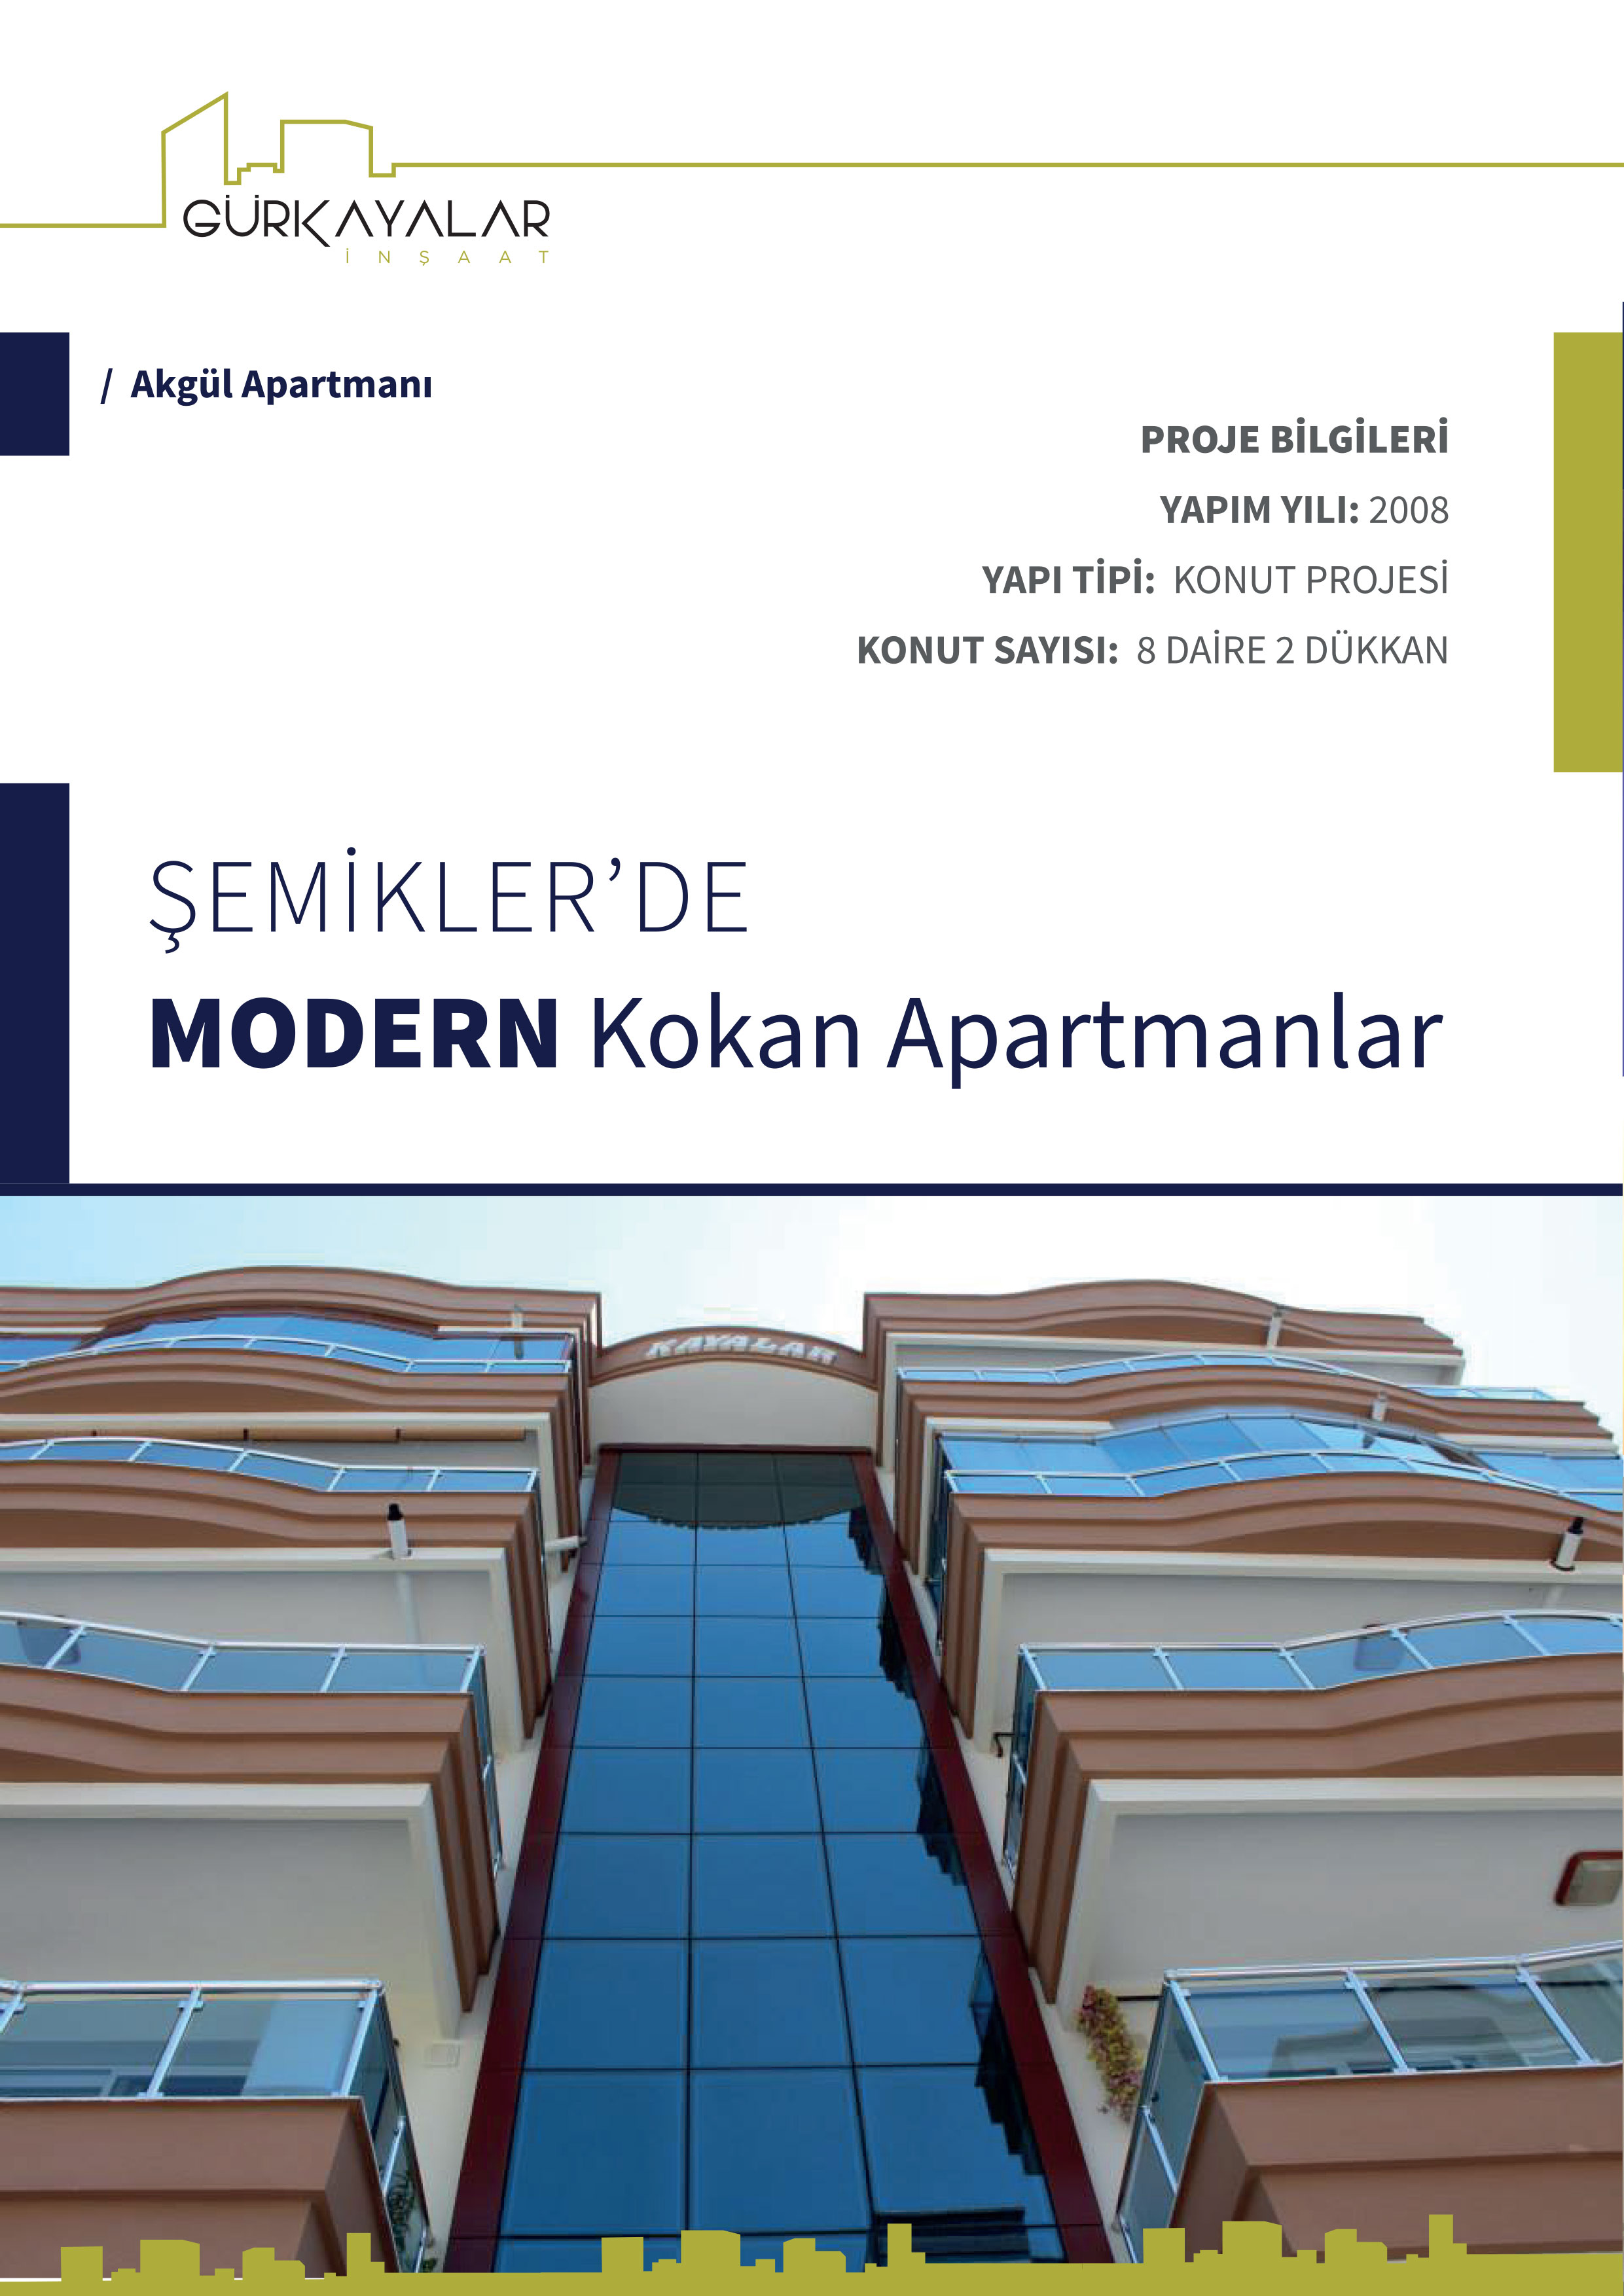 GÜRKAYALAR
İNŞAAT
/ Akgül Apartmanı
PROJE BİLGİLERİ
YAPIM YILI: 2008
YAPI TİPİ: KONUT PROJESİ
KONUT SAYISI: 8 DAİRE 2 DÜKKAN
ŞEMİKLER’DE
MODERN Kokan Apartmanlar
KAYALAR